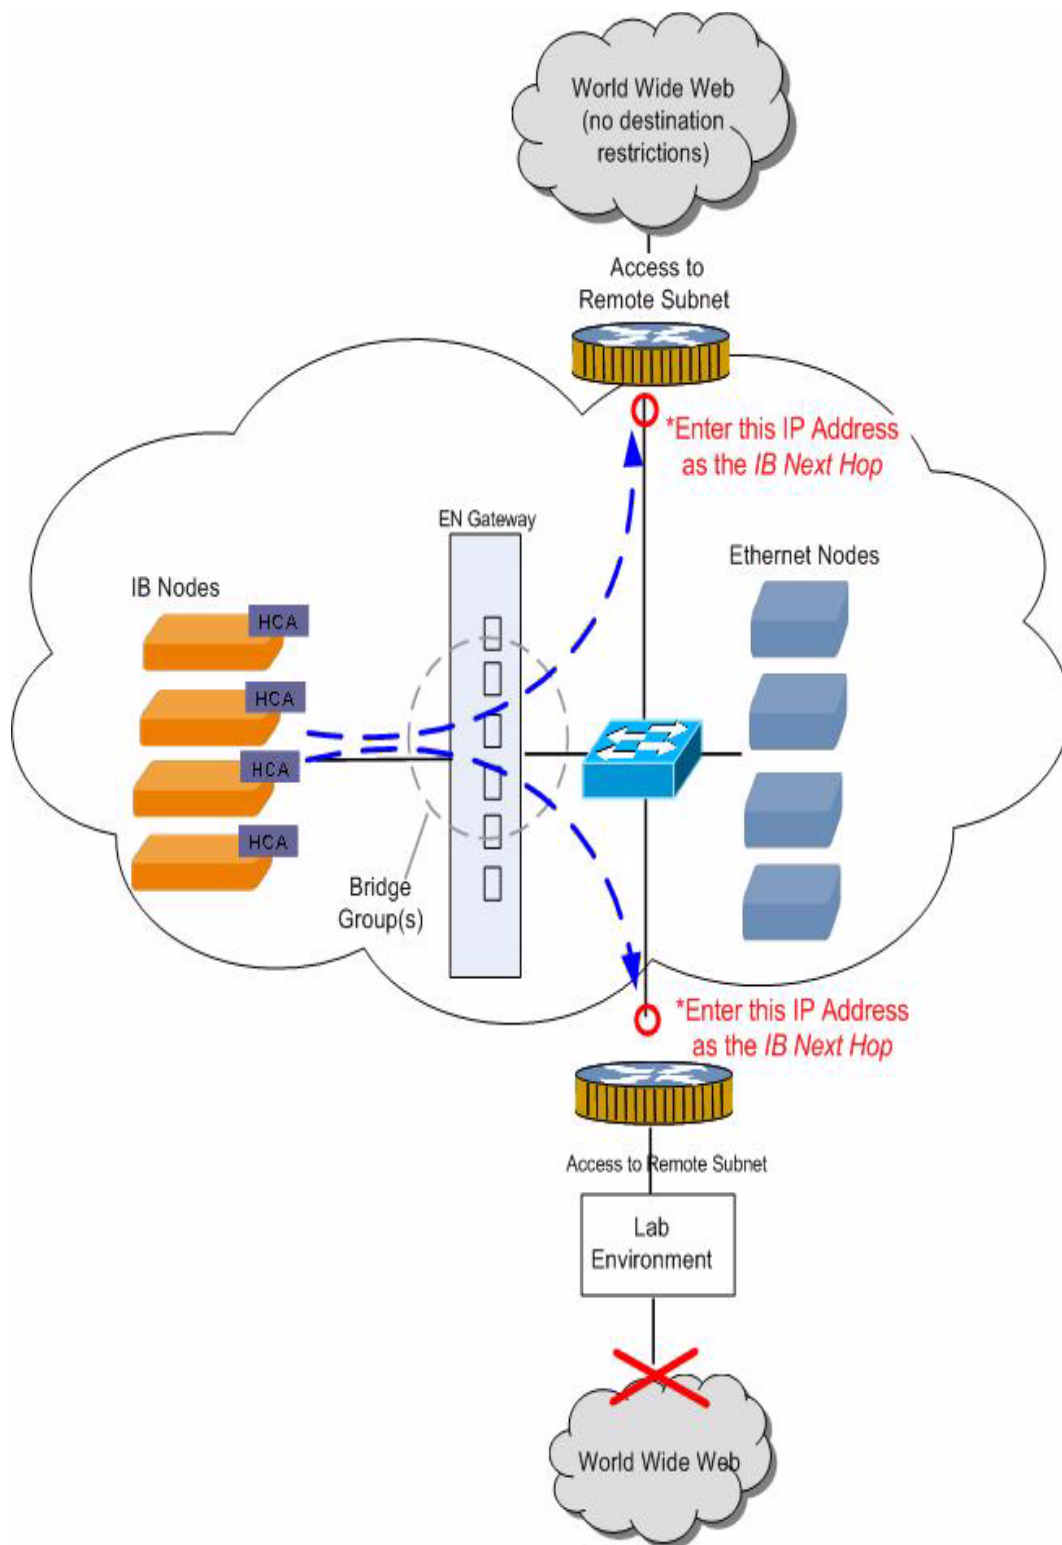 World Wide Web
(no destination
restrictions)
Access to
Remote Subnet
*Enter this IP Address
as the IB Next Hop
EN Gateway
Ethernet Nodes
IB Nodes
HCA
HCA
HCA
HCA
Bridge
Group(s)
*Enter this IP Address
as the IB Next Hop
Access to Remote Subnet
Lab
Environment
World Wide Web